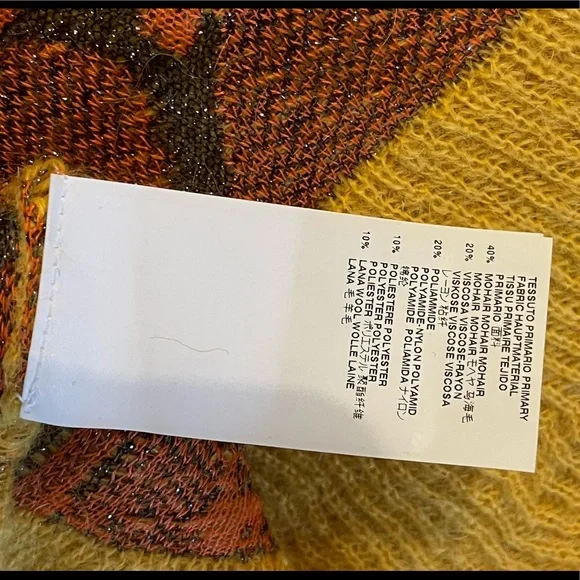 TESSUTO PRIMARIO PRIMARY
FABRIC HAUPTMATERIAL
TISSU PRIMAIRE TEJIDO
PRIMARIO 面料
40% MOHAIR MOHAIR MOHAIR
MOHAIR MOHAIR モヘヤ 马海毛
20% VISCOSA VISCOSE-RAYON
VISKOSE VISCOSE VISCOSA
レーヨン 粘纤
20% POLIAMMIDE
POLYAMIDE-NYLON POLYAMID
POLYAMIDE POLIAMIDA ナイロン
锦纶
10% POLIESTERE POLYESTER
POLYESTER POLYESTER
POLIESTER ポリエステル 聚酯纤维
10% LANA WOOL WOLLE LAINE
LANA 毛 羊毛